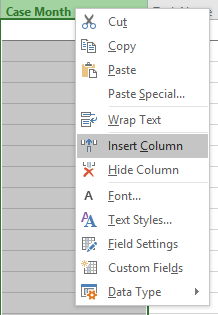 Case Month
Cut
Copy
Paste
Paste Special...
Wrap Text
Insert Column
Hide Column
Font...
Text Styles...
Field Settings
Custom Fields
Data Type